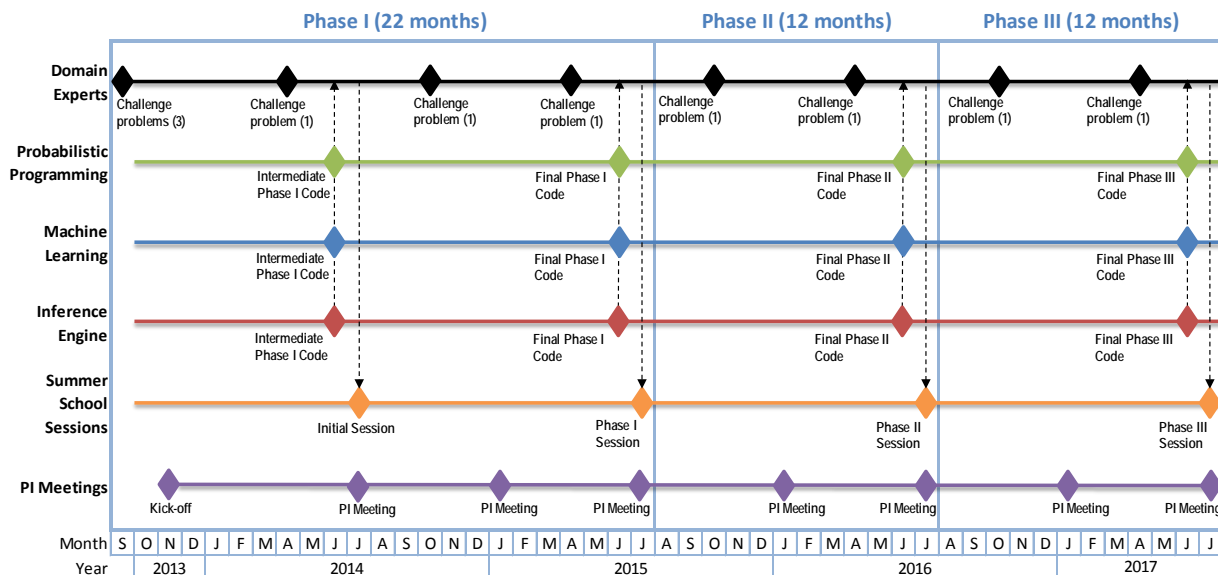 Phase I (22 months) Phase II (12 months) Phase III (12 months)
Domain
Experts
Challenge
problems (3)
Challenge
problem (1)
Challenge
problem (1)
Challenge
problem (1)
Challenge
problem (1)
Challenge
problem (1)
Challenge
problem (1)
Challenge
problem (1)
Probabilistic
Programming
Intermediate
Phase I Code
Final Phase I
Code
Final Phase II
Code
Final Phase III
Code
Machine
Learning
Intermediate
Phase I Code
Final Phase I
Code
Final Phase II
Code
Final Phase III
Code
Inference
Engine
Intermediate
Phase I Code
Final Phase I
Code
Final Phase II
Code
Final Phase III
Code
Summer
School
Sessions
Initial Session
Phase I
Session
Phase II
Session
Phase III
Session
PI Meetings
Kick-off PI Meeting PI Meeting PI Meeting PI Meeting PI Meeting PI Meeting PI Meeting
Month S O N D J F M A M J J A S O N D J F M A M J J A S O N D J F M A M J J A S O N D J F M A M J J
Year 2013 2014 2015 2016 2017